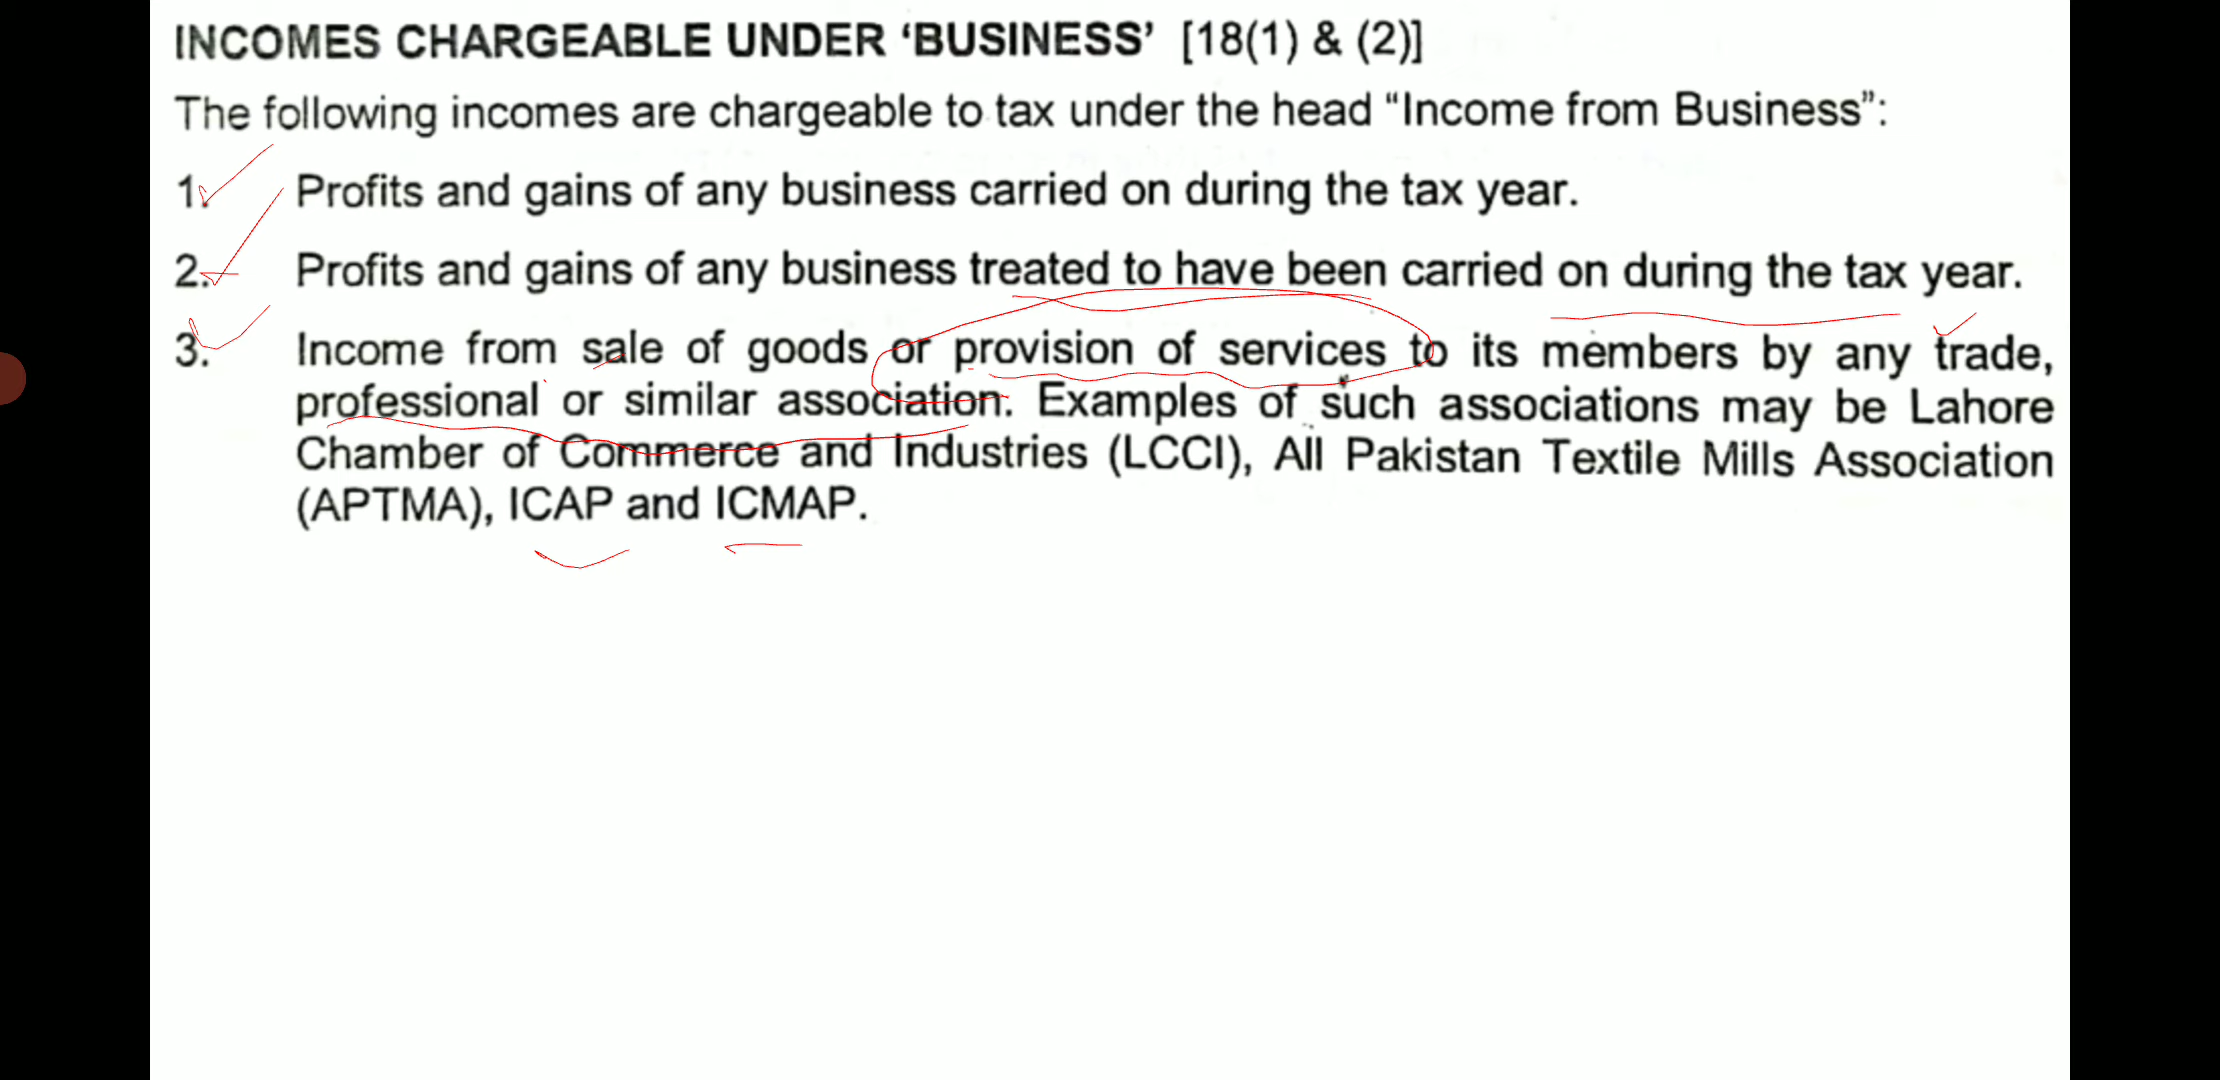 INCOMES CHARGEABLE UNDER ‘BUSINESS’ [18(1) & (2)]
The following incomes are chargeable to tax under the head “Income from Business”:
1. Profits and gains of any business carried on during the tax year.
2. Profits and gains of any business treated to have been carried on during the tax year.
3. Income from sale of goods or provision of services to its members by any trade,
professional or similar association. Examples of such associations may be Lahore
Chamber of Commerce and Industries (LCCI), All Pakistan Textile Mills Association
(APTMA), ICAP and ICMAP.